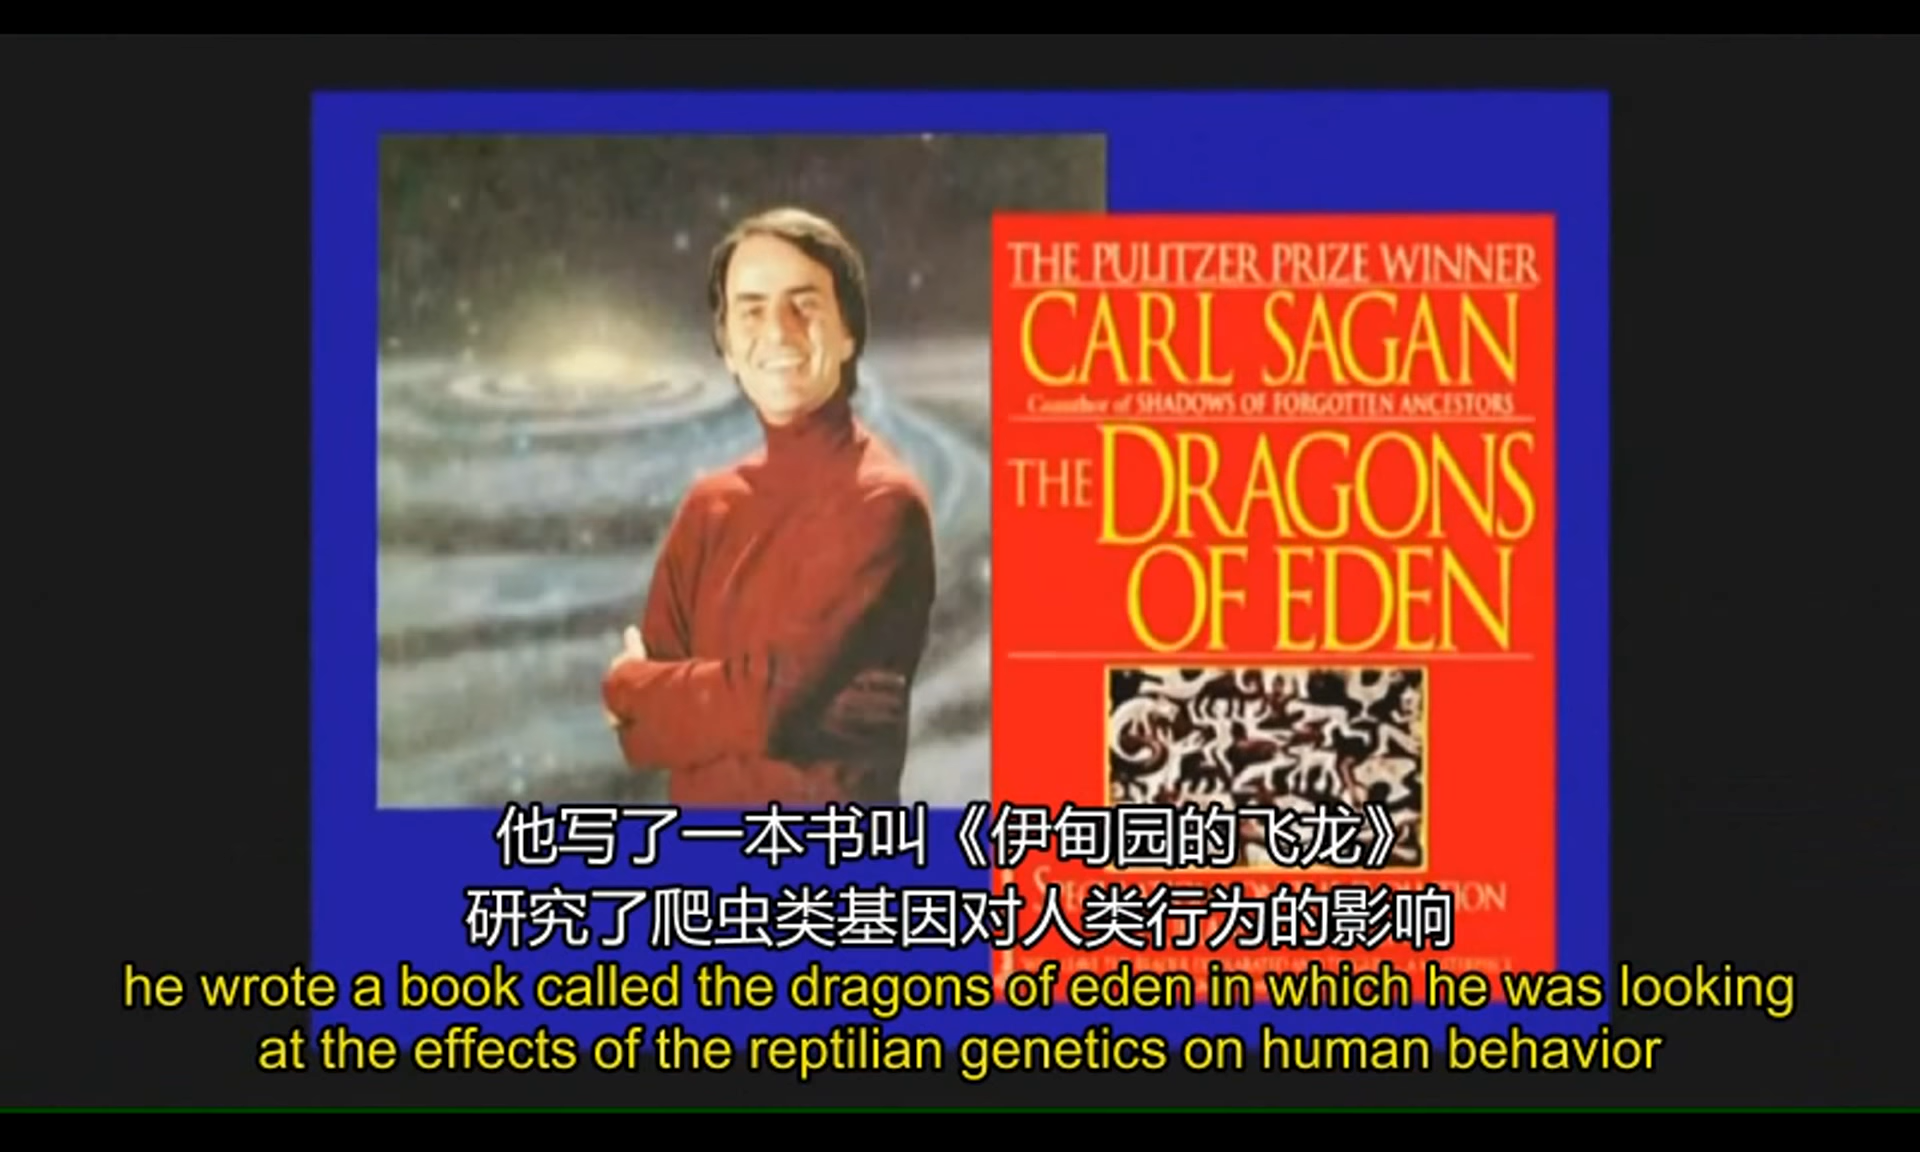 THE PULITZER PRIZE WINNER
CARL SAGAN
Coauthor of SHADOWS OF FORGOTTEN ANCESTORS
THE DRAGONS
OF EDEN
他写了一本书叫《伊甸园的飞龙》
研究了爬虫类基因对人类行为的影响
he wrote a book called the dragons of eden in which he was looking
at the effects of the reptilian genetics on human behavior